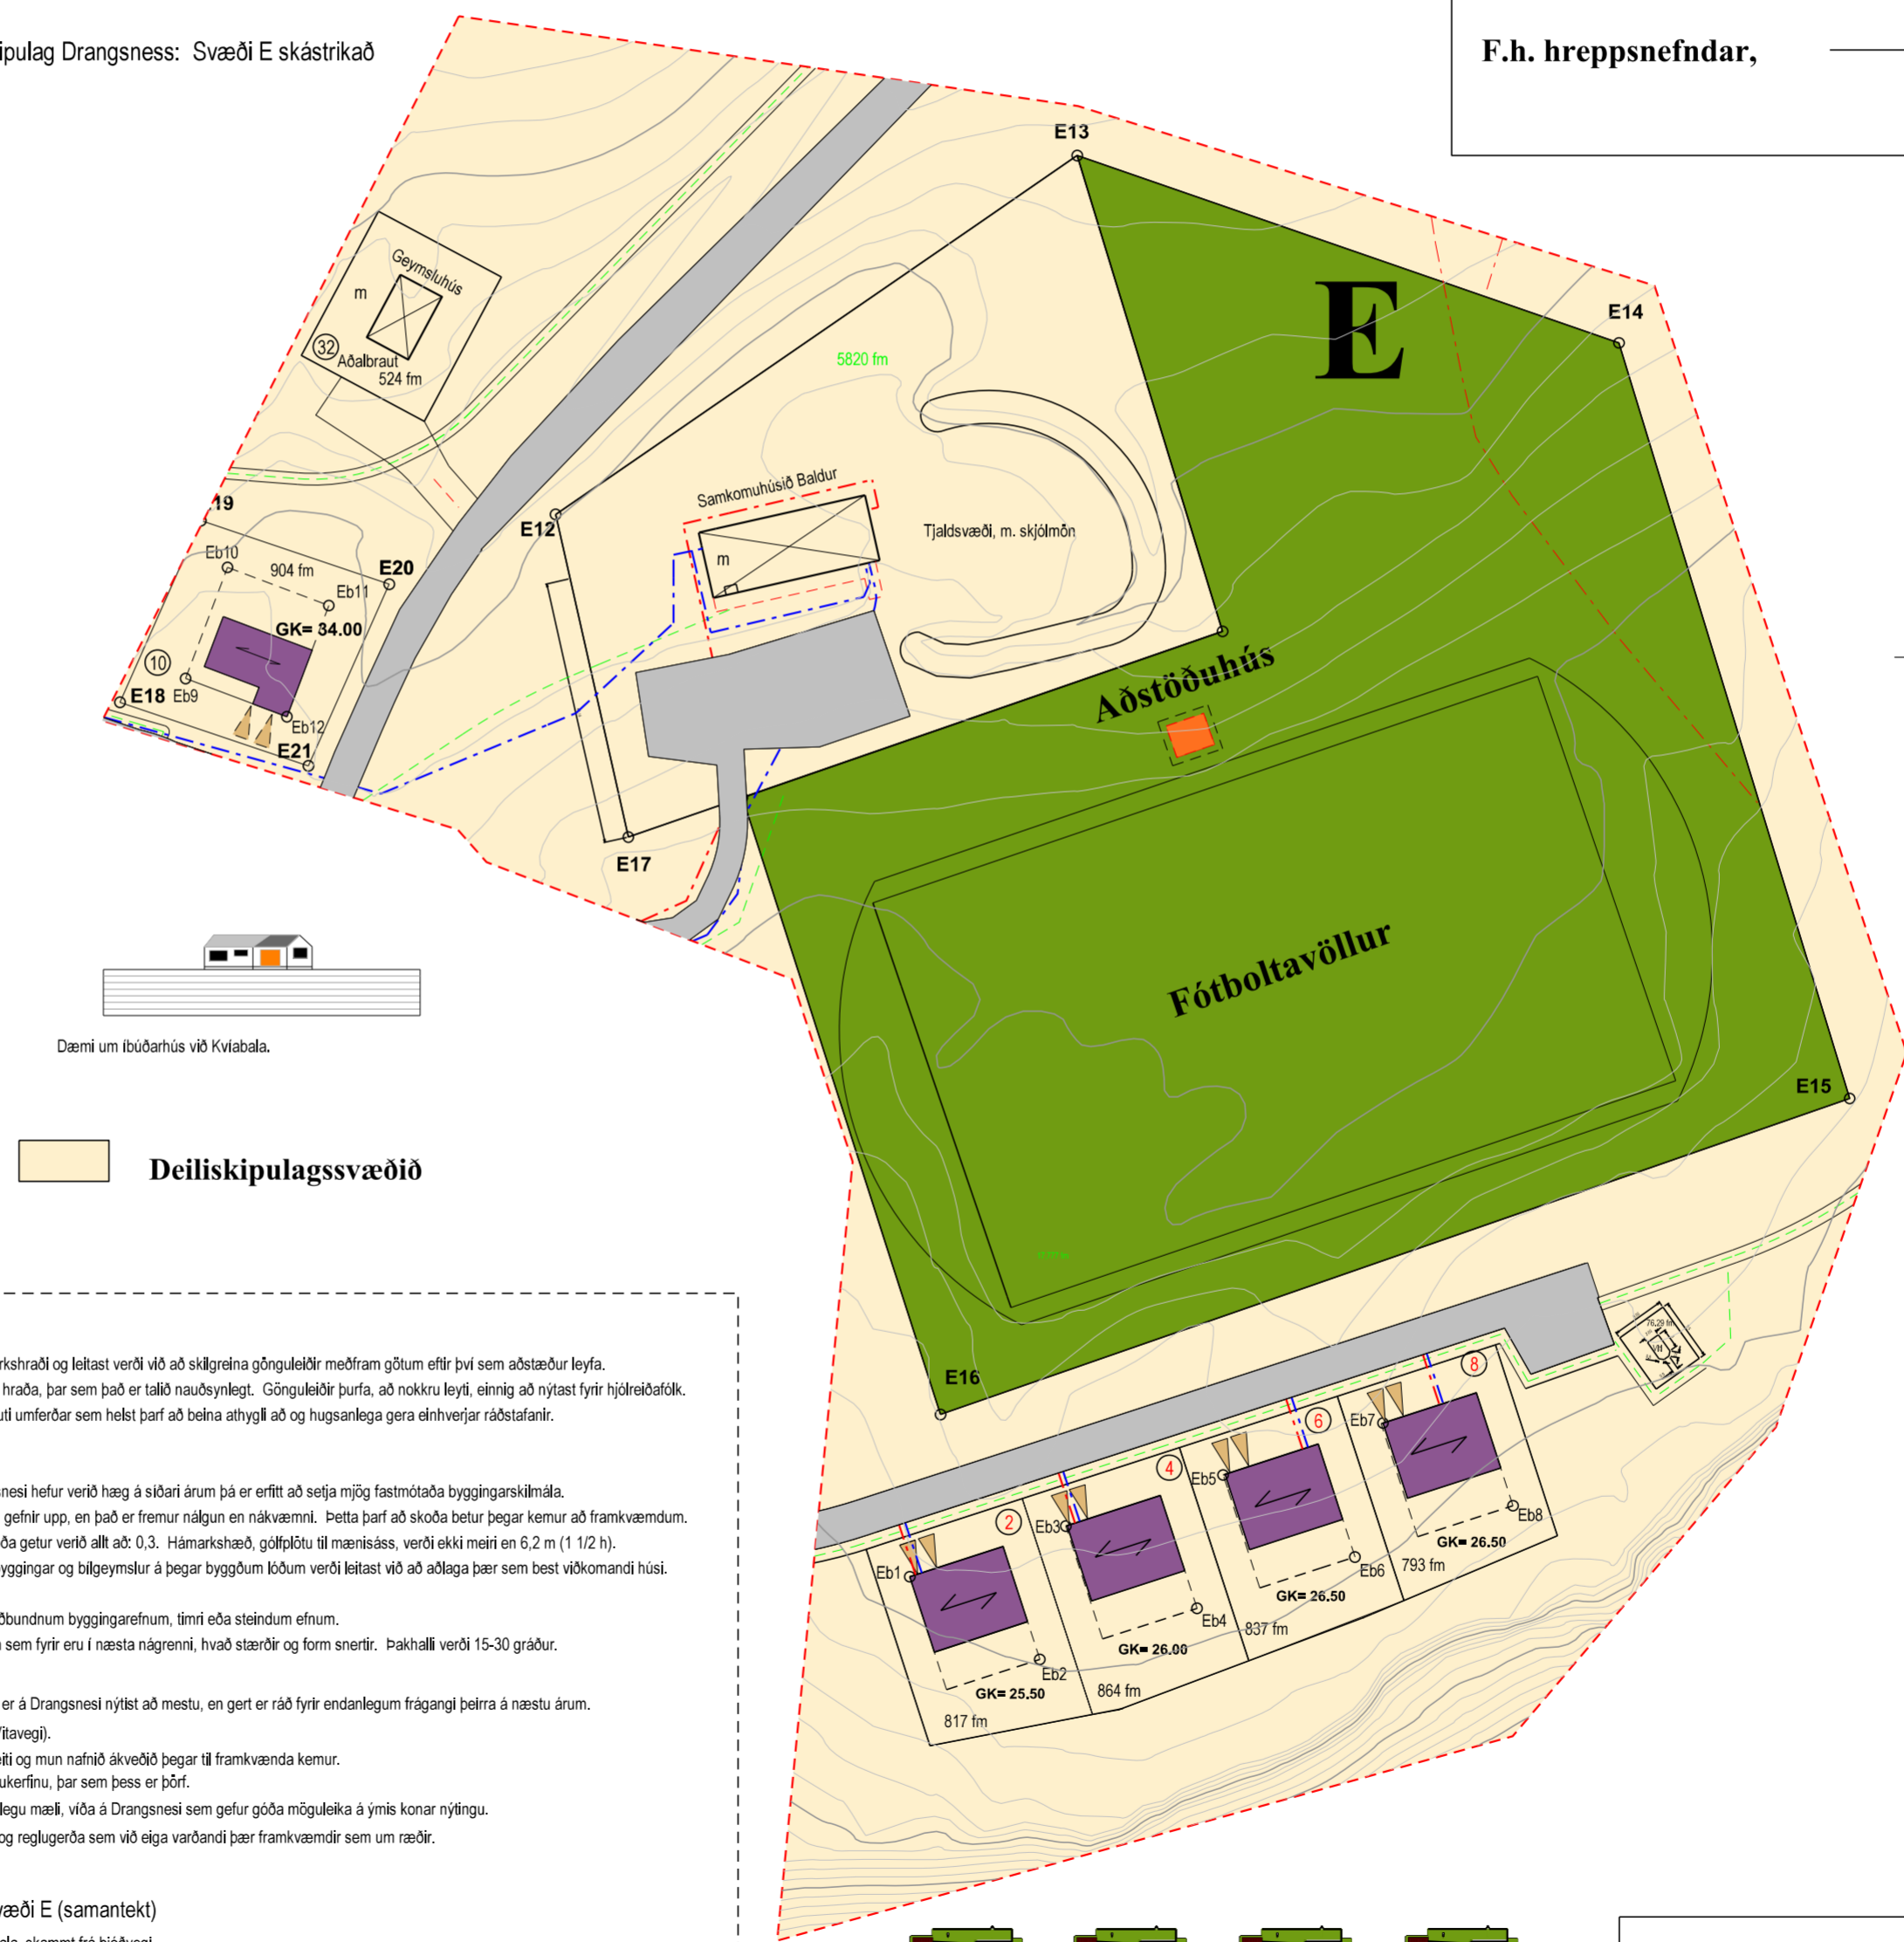 ipulag Drangsness: Svæði E skástrikað
F.h. hreppsnefndar,
E13
E14
E
Geymsluhús
m
32
Aðalbraut
524 fm
5820 fm
Samkomuhúsið Baldur
m
Tjaldsvæði, m. skjólmön
E12
19
Eb10
904 fm
E20
Eb11
GK= 34.00
10
E18
Eb9
Eb12
E21
Aðstöðuhús
E17
Fótboltavöllur
E15
E16
Dæmi um íbúðarhús við Kvíabala.
Deiliskipulagssvæðið
rkshraði og leitast verði við að skilgreina gönguleiðir meðfram götum eftir því sem aðstæður leyfa.
hraða, þar sem það er talið nauðsynlegt. Gönguleiðir þurfa, að nokkru leyti, einnig að nýtast fyrir hjólreiðafólk.
uti umferðar sem helst þarf að beina athygli að og hugsanlega gera einhverjar ráðstafanir.
snesi hefur verið hæg á síðari árum þá er erfitt að setja mjög fastmótaða byggingarskilmála.
gefnir upp, en það er fremur nálgun en nákvæmni. Þetta þarf að skoða betur þegar kemur að framkvæmdum.
ða getur verið allt að: 0,3. Hámarkshæð, gólfplötu til mænisáss, verði ekki meiri en 6,2 m (1 1/2 h).
yggingar og bílgeymslur á þegar byggðum lóðum verði leitast við að aðlaga þær sem best viðkomandi húsi.
ðbundnum byggingarefnum, timri eða steindum efnum.
sem fyrir eru í næsta nágrenni, hvað stærðir og form snertir. Þakhalli verði 15-30 gráður.
er á Drangsnesi nýtist að mestu, en gert er ráð fyrir endanlegum frágangi þeirra á næstu árum.
Vitavegi).
eiti og mun nafnið ákveðið þegar til framkvænda kemur.
ukerfinu, þar sem þess er þörf.
legu mæli, víða á Drangsnesi sem gefur góða möguleika á ýmis konar nýtingu.
og reglugerða sem við eiga varðandi þær framkvæmdir sem um ræðir.
væði E (samantekt)
76,29 fm
8
Eb7
Eb8
GK= 26.50
793 fm
6
Eb5
Eb6
GK= 26.50
837 fm
4
Eb3
Eb4
GK= 26.00
864 fm
2
Eb1
Eb2
GK= 25.50
817 fm